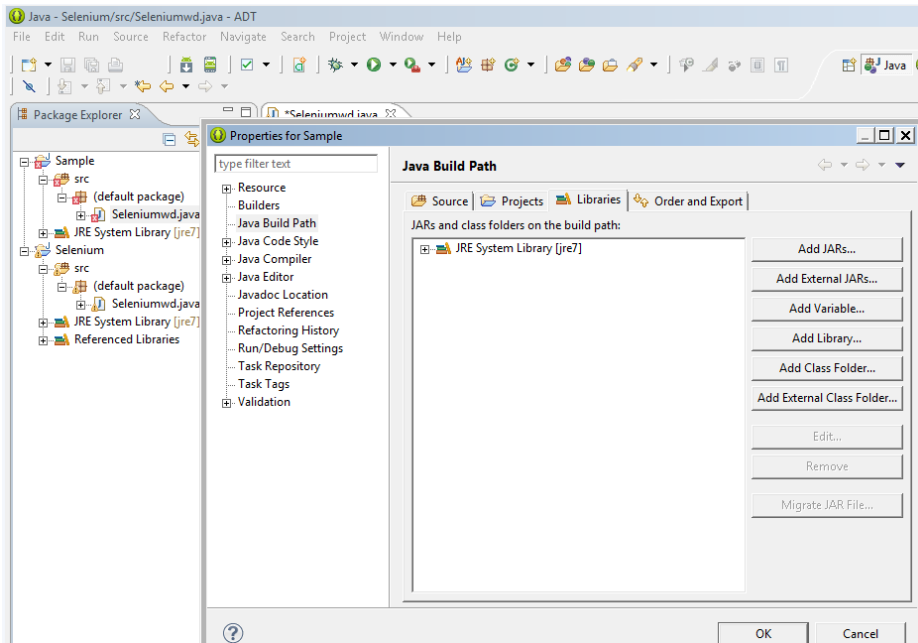 Java - Selenium/src/Seleniumwd.java - ADT
File Edit Run Source Refactor Navigate Search Project Window Help
Java
Package Explorer
*Seleniumwd.java
Sample
src
(default package)
Seleniumwd.java
JRE System Library [jre7]
Selenium
src
(default package)
Seleniumwd.java
JRE System Library [jre7]
Referenced Libraries
Properties for Sample
type filter text
Resource
Builders
Java Build Path
Java Code Style
Java Compiler
Java Editor
Javadoc Location
Project References
Refactoring History
Run/Debug Settings
Task Repository
Task Tags
Validation
Java Build Path
Source Projects Libraries Order and Export
JARs and class folders on the build path:
JRE System Library [jre7]
Add JARs...
Add External JARs...
Add Variable...
Add Library...
Add Class Folder...
Add External Class Folder...
Edit...
Remove
Migrate JAR File...
OK Cancel